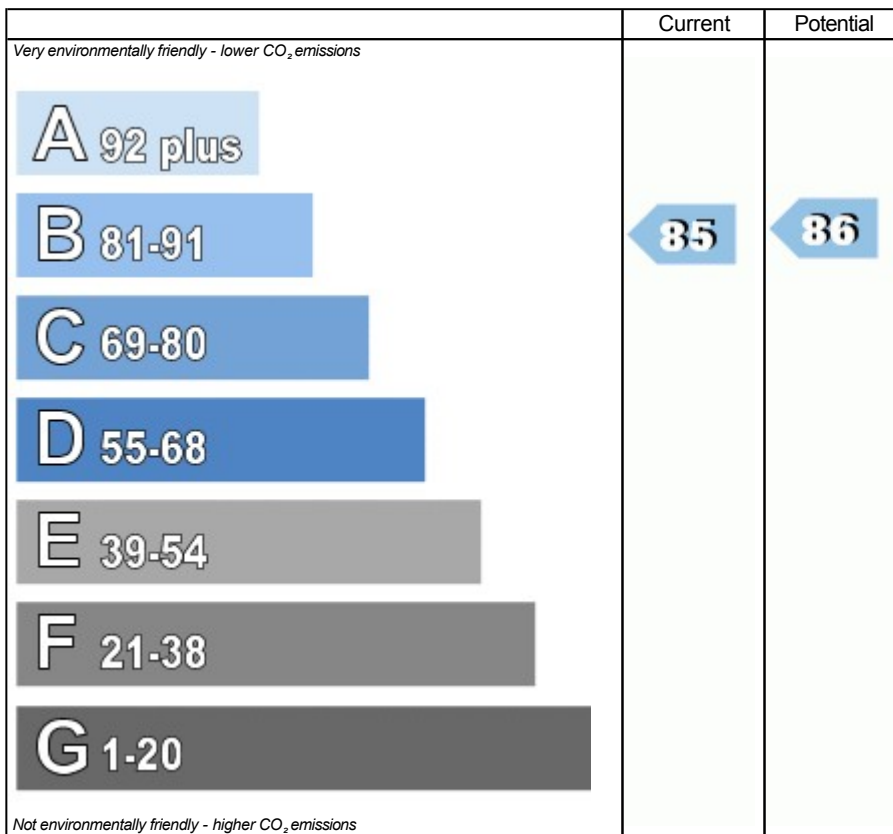 Current Potential
Very environmentally friendly - lower CO₂ emissions
A 92 plus
B 81-91 85 86
C 69-80
D 55-68
E 39-54
F 21-38
G 1-20
Not environmentally friendly - higher CO₂ emissions